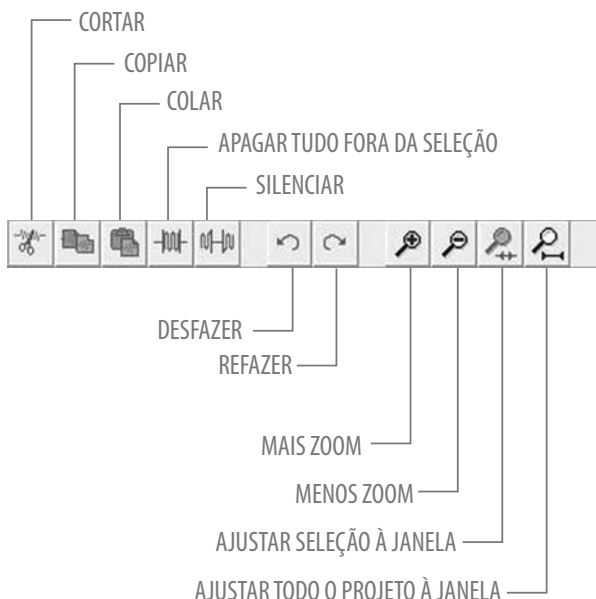 CORTAR
COPIAR
COLAR
APAGAR TUDO FORA DA SELEÇÃO
SILENCIAR
DESFAZER
REFAZER
MAIS ZOOM
MENOS ZOOM
AJUSTAR SELEÇÃO À JANELA
AJUSTAR TODO O PROJETO À JANELA